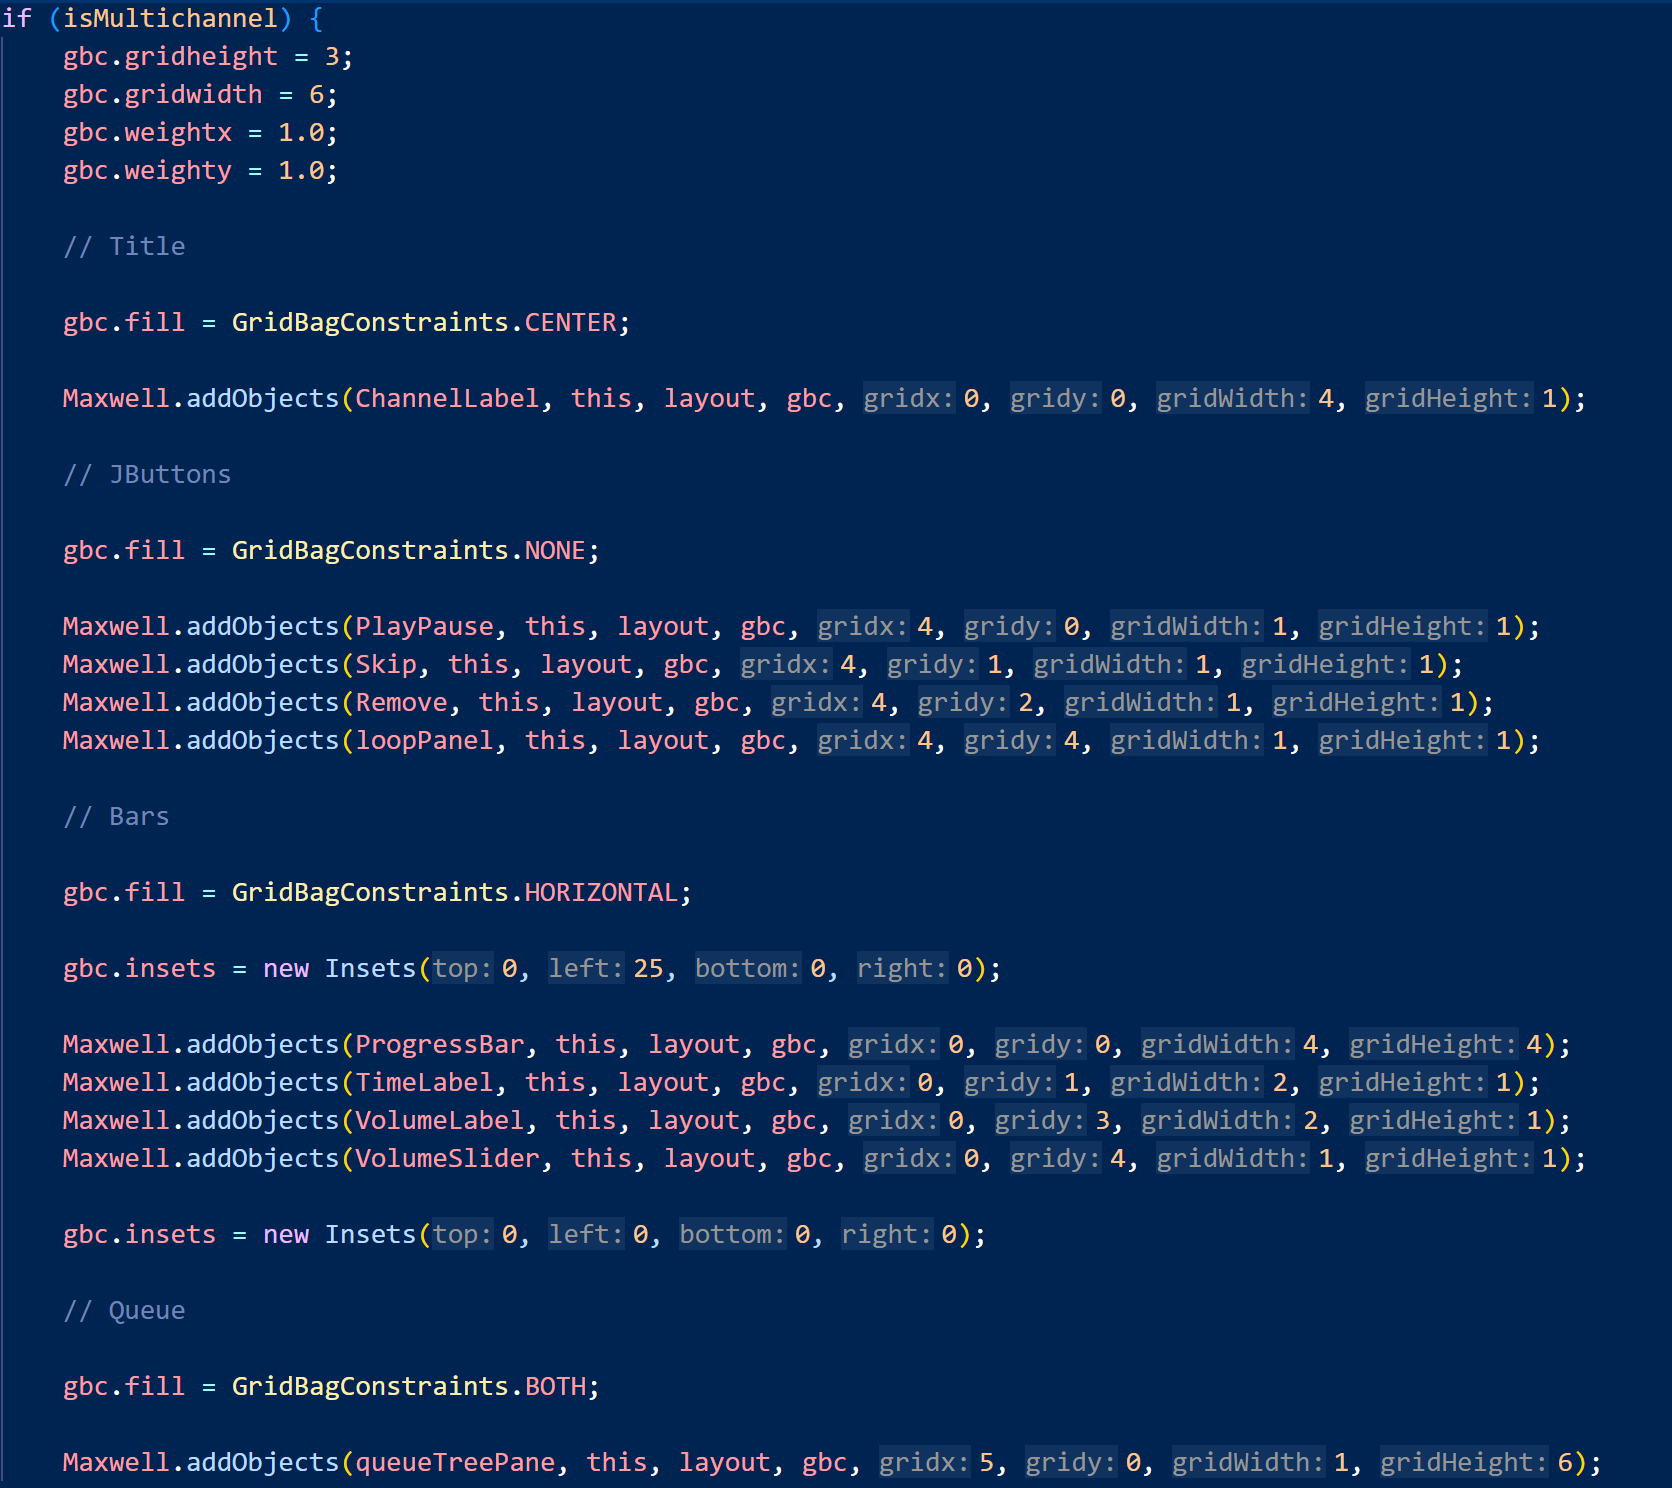 if (isMultichannel) {
gbc.gridheight = 3;
gbc.gridwidth = 6;
gbc.weightx = 1.0;
gbc.weighty = 1.0;
// Title
gbc.fill = GridBagConstraints.CENTER;
Maxwell.addObjects(ChannelLabel, this, layout, gbc, gridx: 0, gridy: 0, gridWidth: 4, gridHeight: 1);
// JButtons
gbc.fill = GridBagConstraints.NONE;
Maxwell.addObjects(PlayPause, this, layout, gbc, gridx: 4, gridy: 0, gridWidth: 1, gridHeight: 1);
Maxwell.addObjects(Skip, this, layout, gbc, gridx: 4, gridy: 1, gridWidth: 1, gridHeight: 1);
Maxwell.addObjects(Remove, this, layout, gbc, gridx: 4, gridy: 2, gridWidth: 1, gridHeight: 1);
Maxwell.addObjects(loopPanel, this, layout, gbc, gridx: 4, gridy: 4, gridWidth: 1, gridHeight: 1);
// Bars
gbc.fill = GridBagConstraints.HORIZONTAL;
gbc.insets = new Insets(top: 0, left: 25, bottom: 0, right: 0);
Maxwell.addObjects(ProgressBar, this, layout, gbc, gridx: 0, gridy: 0, gridWidth: 4, gridHeight: 4);
Maxwell.addObjects(TimeLabel, this, layout, gbc, gridx: 0, gridy: 1, gridWidth: 2, gridHeight: 1);
Maxwell.addObjects(VolumeLabel, this, layout, gbc, gridx: 0, gridy: 3, gridWidth: 2, gridHeight: 1);
Maxwell.addObjects(VolumeSlider, this, layout, gbc, gridx: 0, gridy: 4, gridWidth: 1, gridHeight: 1);
gbc.insets = new Insets(top: 0, left: 0, bottom: 0, right: 0);
// Queue
gbc.fill = GridBagConstraints.BOTH;
Maxwell.addObjects(queueTreePane, this, layout, gbc, gridx: 5, gridy: 0, gridWidth: 1, gridHeight: 6);